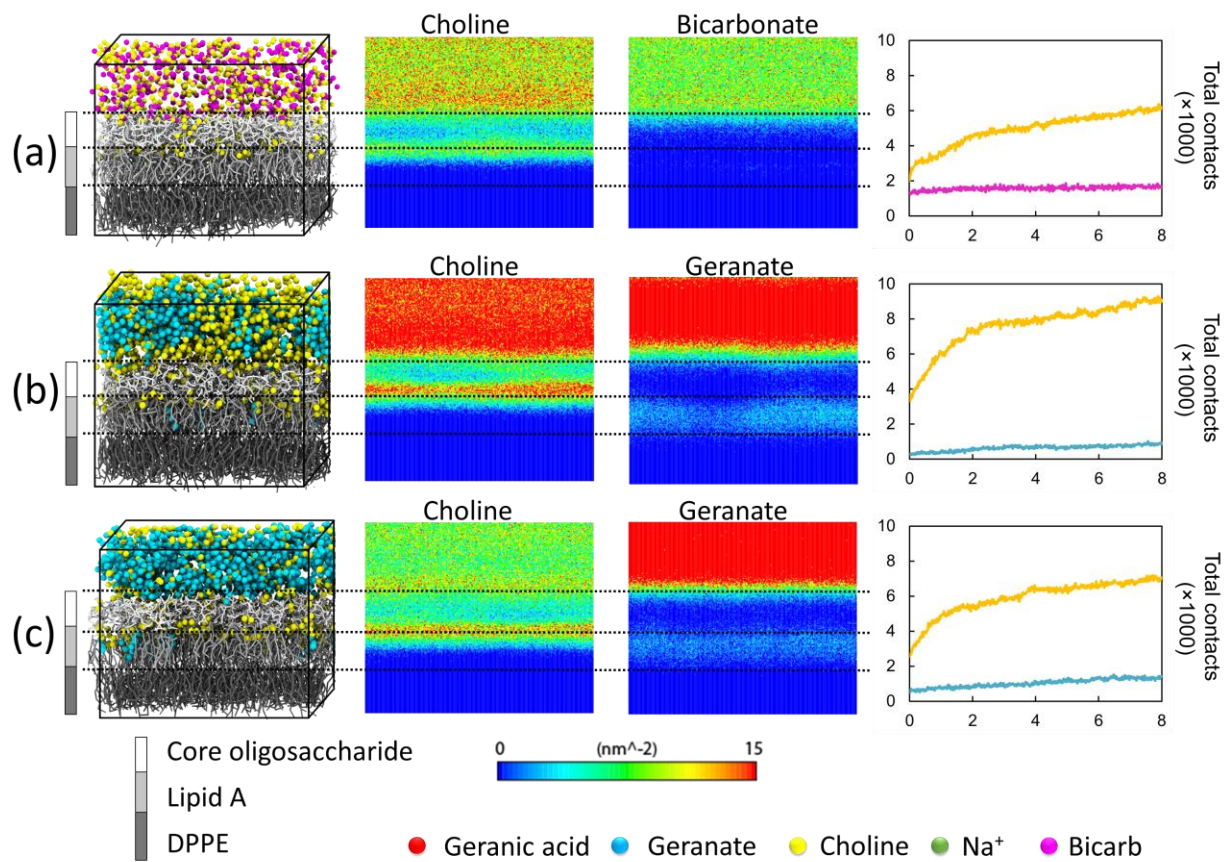 Choline Bicarbonate
(a)
10
8
6
4
2
0
0 2 4 6 8
Total contacts
(×1000)
Choline Geranate
(b)
10
8
6
4
2
0
0 2 4 6 8
Total contacts
(×1000)
Choline Geranate
(c)
10
8
6
4
2
0
0 2 4 6 8
Total contacts
(×1000)
Core oligosaccharide
Lipid A
DPPE
0 (nm^-2) 15
Geranic acid Geranate Choline Na⁺ Bicarb